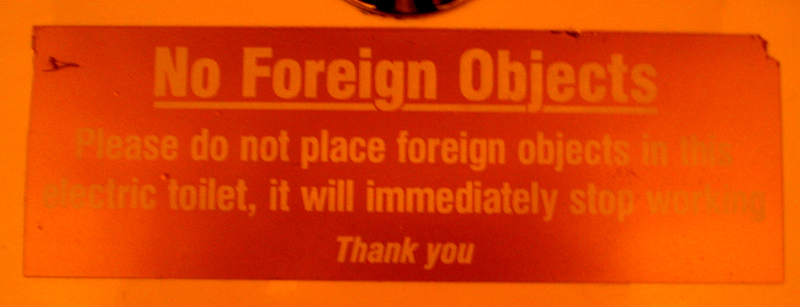 No Foreign Objects
Please do not place foreign objects in this
electric toilet, it will immediately stop working
Thank you